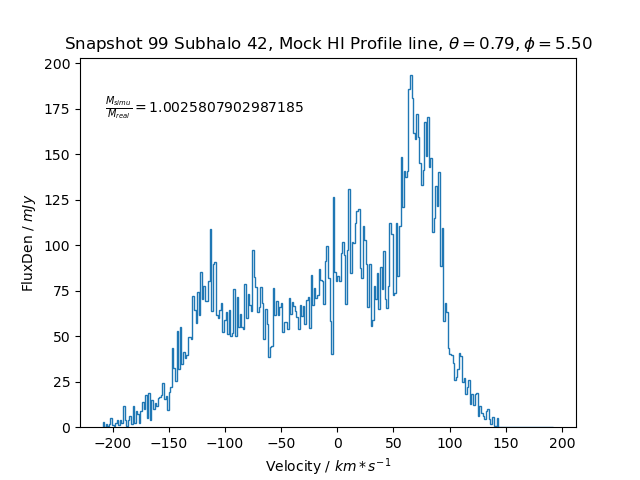 Snapshot 99 Subhalo 42, Mock HI Profile line, θ = 0.79, ϕ = 5.50
M_simu/M_real = 1.0025807902987185
FluxDen / mJy
200
175
150
125
100
75
50
25
0
−200 −150 −100 −50 0 50 100 150 200
Velocity / km * s⁻¹